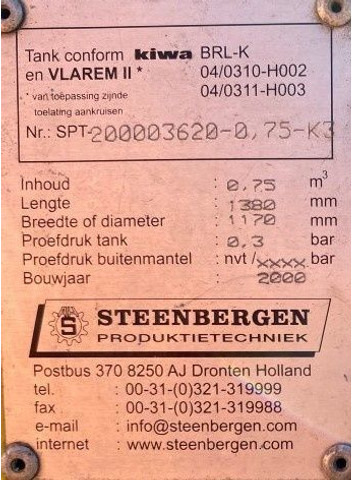 Tank conform kiwa BRL-K
en VLAREM II * 04/0310-H002
* van toepassing zijnde 04/0311-H003
toelating aankruisen
Nr.: SPT-200003620-0,75-K3
Inhoud : 0,75 m³
Lengte : 1380 mm
Breedte of diameter : 1170 mm
Proefdruk tank : 0,3 bar
Proefdruk buitenmantel : nvt /xxxx bar
Bouwjaar : 2000
S STEENBERGEN
PRODUKTIETECHNIEK
Postbus 370 8250 AJ Dronten Holland
tel. : 00-31-(0)321-319999
fax : 00-31-(0)321-319988
e-mail : info@steenbergen.com
internet : www.steenbergen.com